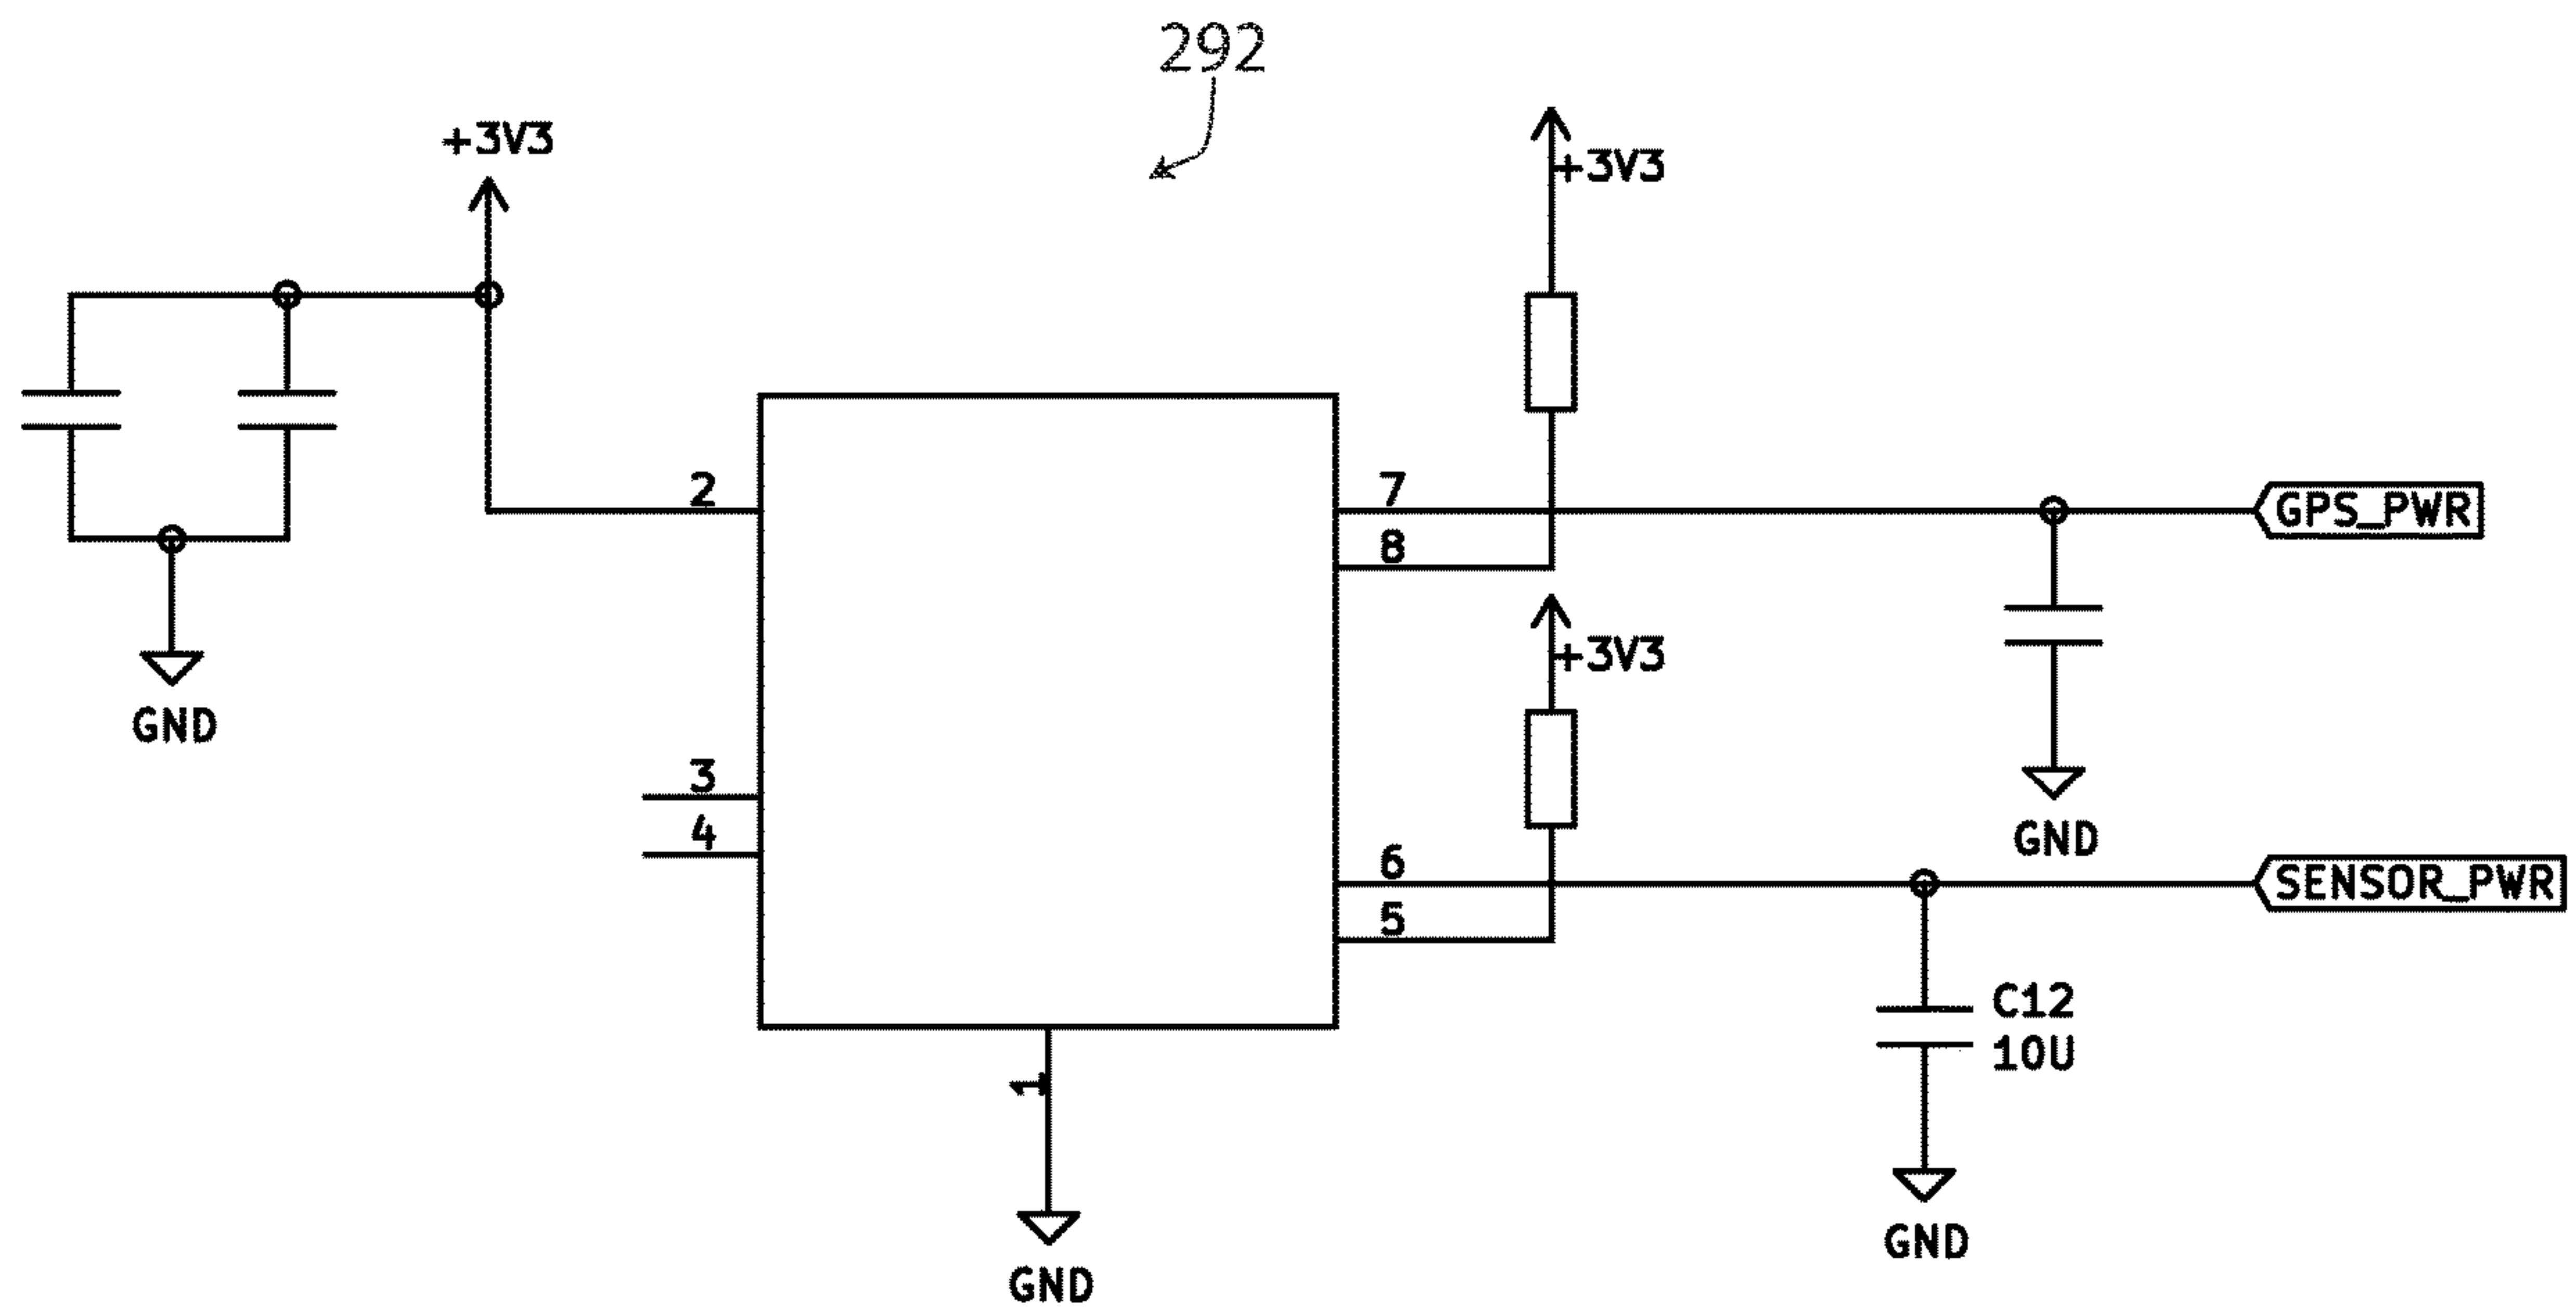 292
+3V3
+3V3
2
7
GPS_PWR
8
+3V3
GND
3
4
GND
6
SENSOR_PWR
5
C12
10U
1
GND
GND